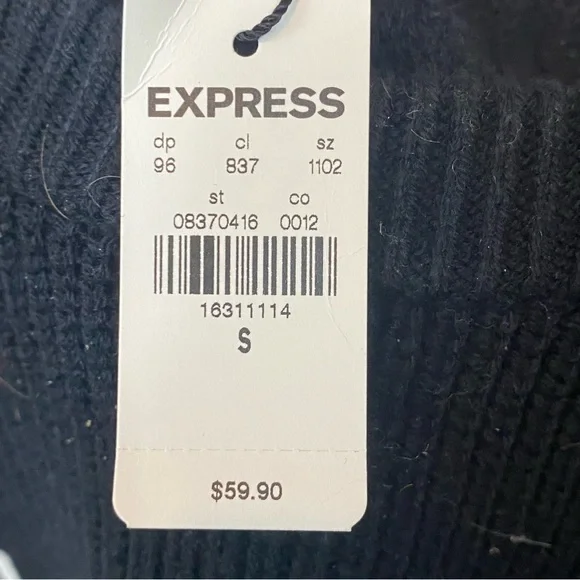 EXPRESS
dp cl sz
96 837 1102
st co
08370416 0012
16311114
S
$59.90